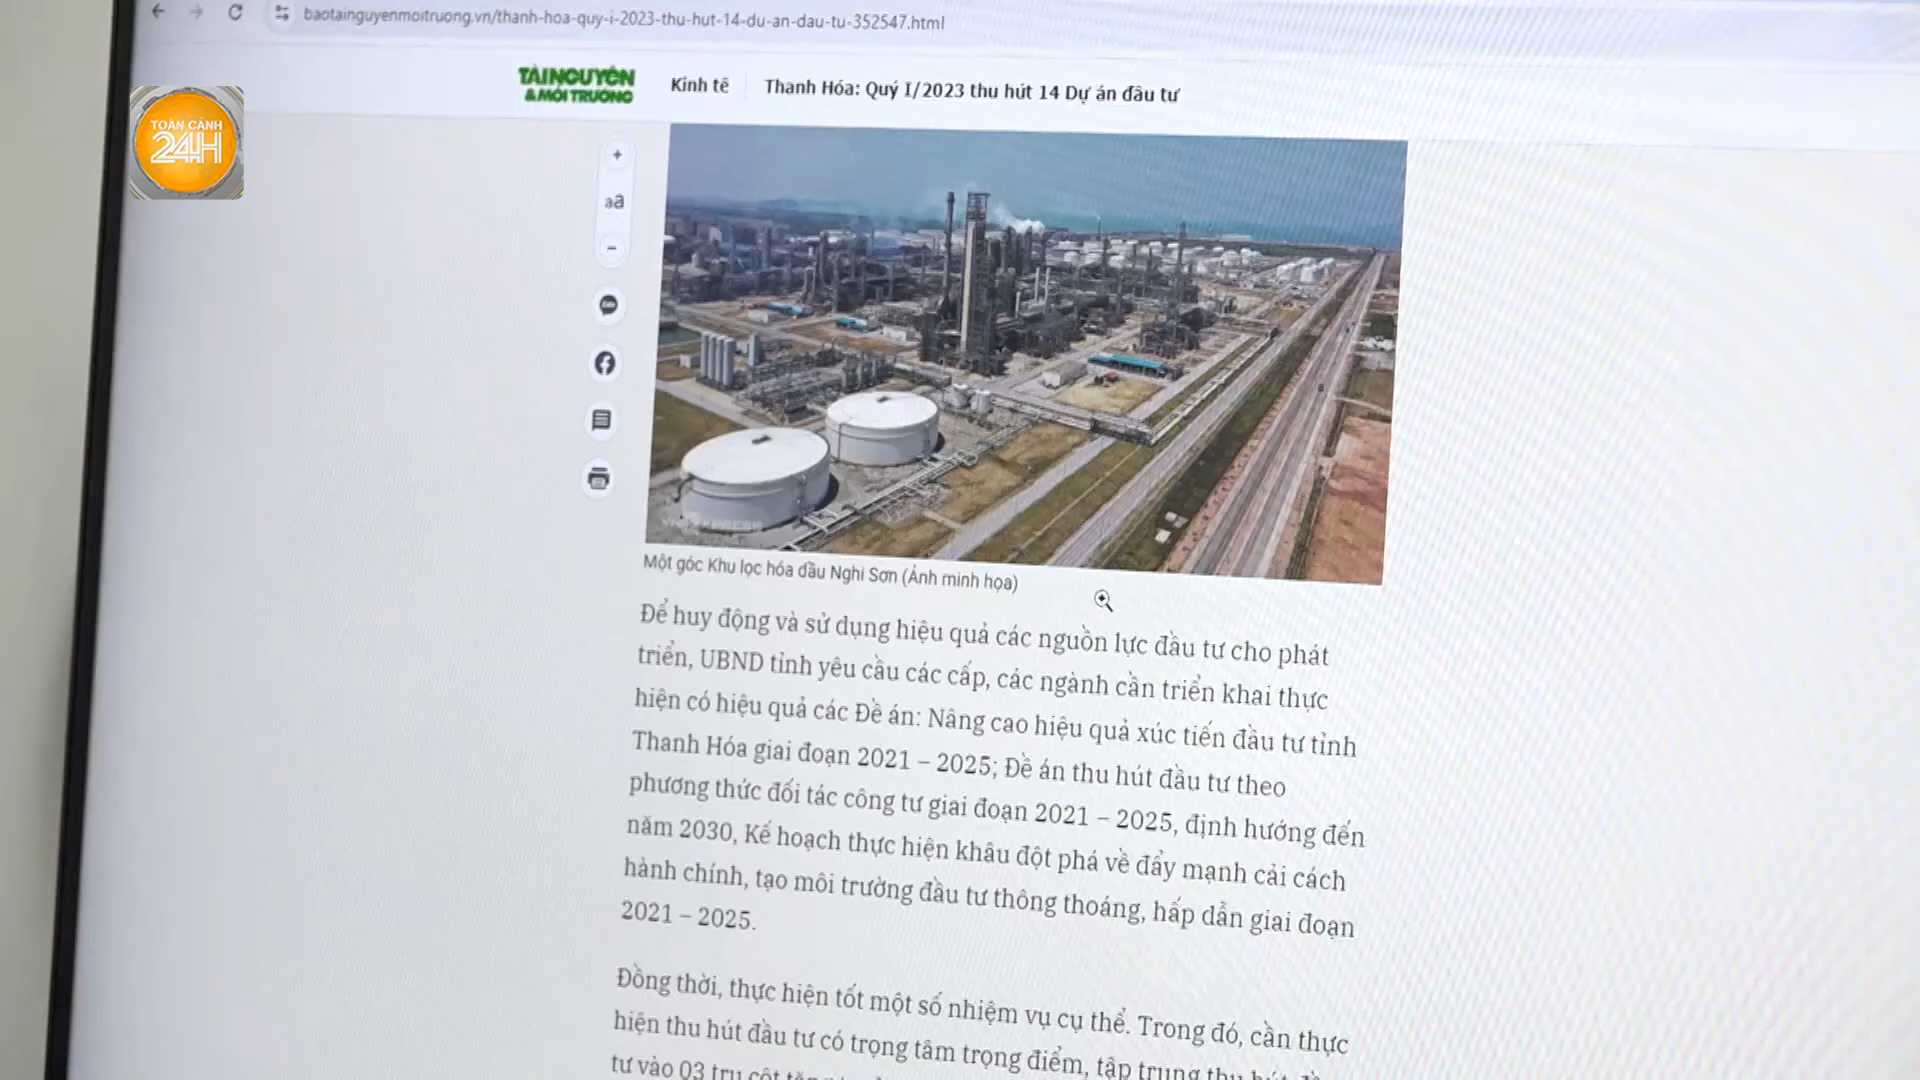 baotainguyenmoitruong.vn/thanh-hoa-quy-i-2023-thu-hut-14-du-an-dau-tu-352547.html
TÀI NGUYÊN
& MÔI TRƯỜNG
Kinh tế
Thanh Hóa: Quý I/2023 thu hút 14 Dự án đầu tư
TOÀN CẢNH
24H
aa
Một góc Khu lọc hóa dầu Nghi Sơn (Ảnh minh họa)
Để huy động và sử dụng hiệu quả các nguồn lực đầu tư cho phát
triển, UBND tỉnh yêu cầu các cấp, các ngành cần triển khai thực
hiện có hiệu quả các Đề án: Nâng cao hiệu quả xúc tiến đầu tư tỉnh
Thanh Hóa giai đoạn 2021 – 2025; Đề án thu hút đầu tư theo
phương thức đối tác công tư giai đoạn 2021 – 2025, định hướng đến
năm 2030, Kế hoạch thực hiện khâu đột phá về đẩy mạnh cải cách
hành chính, tạo môi trường đầu tư thông thoáng, hấp dẫn giai đoạn
2021 – 2025.
Đồng thời, thực hiện tốt một số nhiệm vụ cụ thể. Trong đó, cần thực
hiện thu hút đầu tư có trọng tâm trọng điểm, tập trung thu hút
tư vào 03 trụ cột